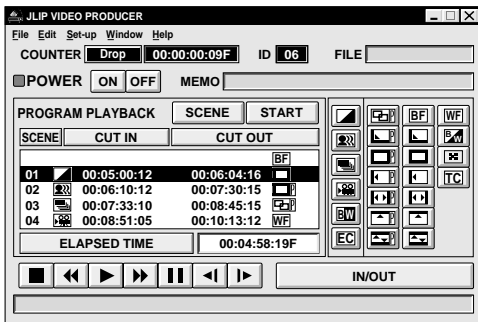 JLIP VIDEO PRODUCER
File Edit Set-up Window Help
COUNTER Drop 00:00:00:09F ID 06 FILE
POWER ON OFF MEMO
PROGRAM PLAYBACK SCENE START
SCENE CUT IN CUT OUT
BF
01 00:05:00:12 00:06:04:16
02 00:06:10:12 00:07:30:15 P
03 00:07:33:10 00:08:45:15 P
04 00:08:51:05 00:10:13:12 WF
ELAPSED TIME 00:04:58:19F
P BF WF
P B/W
P
BW P TC
EC P
P
P
IN/OUT